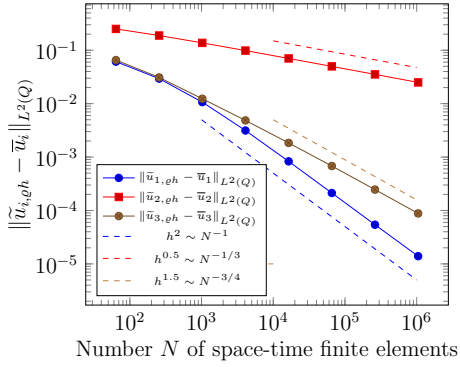 10⁻¹
10⁻²
10⁻³
10⁻⁴
10⁻⁵
‖ũ_{i,ϱh} − ū_i‖_{L²(Q)}
‖ũ_{1,ϱh} − ū_1‖_{L²(Q)}
‖ũ_{2,ϱh} − ū_2‖_{L²(Q)}
‖ũ_{3,ϱh} − ū_3‖_{L²(Q)}
h² ∼ N⁻¹
h^{0.5} ∼ N^{−1/3}
h^{1.5} ∼ N^{−3/4}
10² 10³ 10⁴ 10⁵ 10⁶
Number N of space-time finite elements